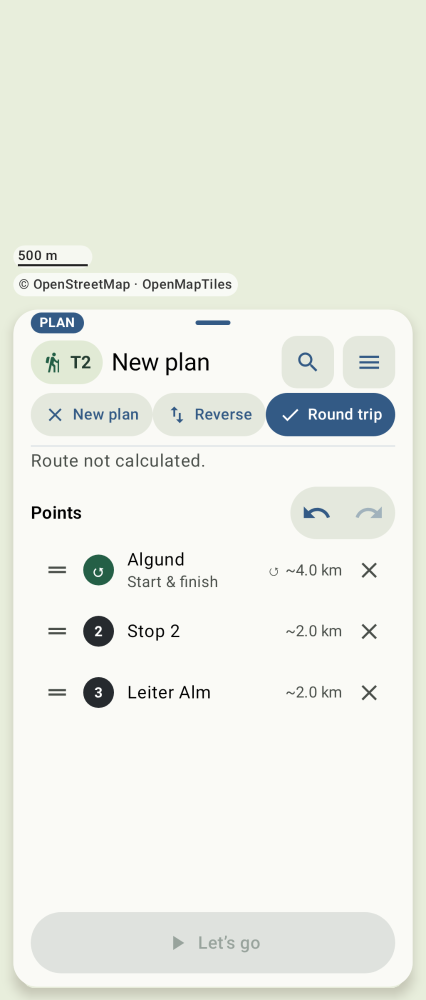 500 m
© OpenStreetMap · OpenMapTiles
PLAN
T2 New plan
New plan Reverse Round trip
Route not calculated.
Points
Algund
Start & finish
↺ ~4.0 km
2 Stop 2 ~2.0 km
3 Leiter Alm ~2.0 km
Let's go